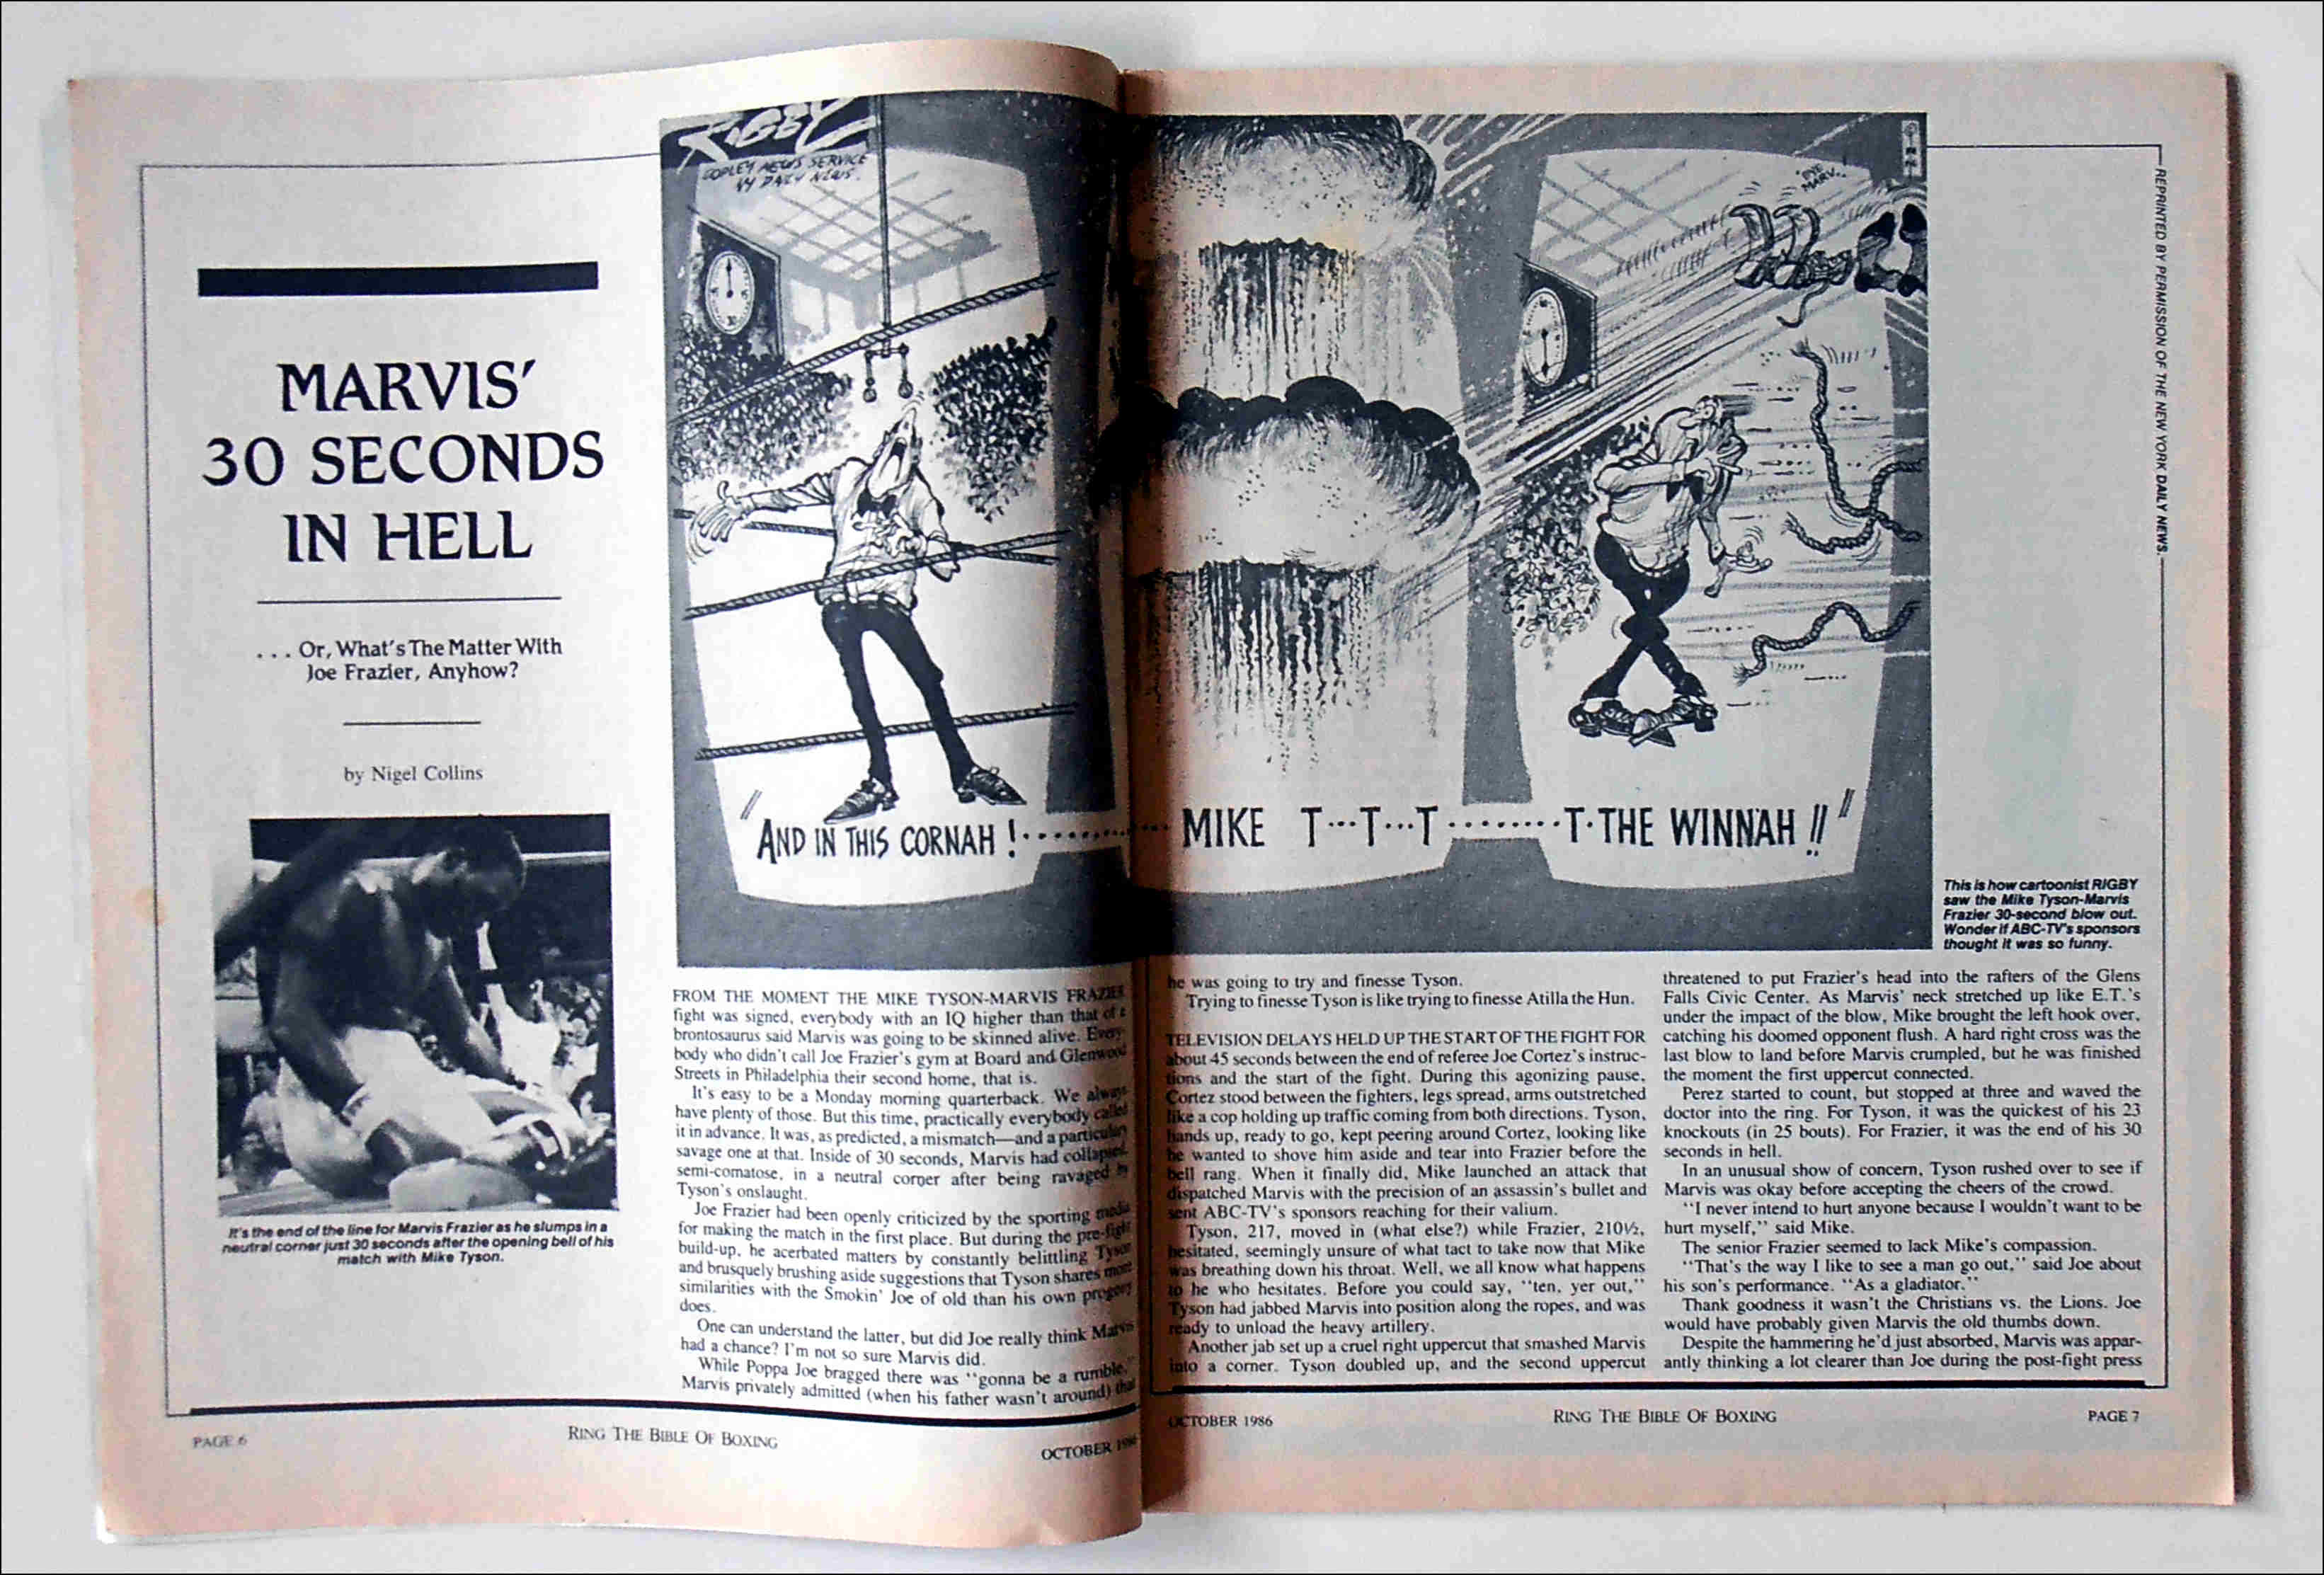 MARVIS'
30 SECONDS
IN HELL
. . . Or, What's The Matter With
Joe Frazier, Anyhow?
by Nigel Collins
It's the end of the line for Marvis Frazier as he slumps in a
neutral corner just 30 seconds after the opening bell of his
match with Mike Tyson.
RIGBY
COPLEY NEWS SERVICE
NY DAILY NEWS.
30
"AND IN THIS CORNAH !..........
MIKE T...T...T.........T.THE WINNAH !!"
"BYE
MARV.
REPRINTED BY PERMISSION OF THE NEW YORK DAILY NEWS.
This is how cartoonist RIGBY
saw the Mike Tyson-Marvis
Frazier 30-second blow out.
Wonder if ABC-TV's sponsors
thought it was so funny.
FROM THE MOMENT THE MIKE TYSON-MARVIS FRAZIER
fight was signed, everybody with an IQ higher than that of a
brontosaurus said Marvis was going to be skinned alive. Every-
body who didn't call Joe Frazier's gym at Board and Glenwood
Streets in Philadelphia their second home, that is.
It's easy to be a Monday morning quarterback. We always
have plenty of those. But this time, practically everybody called
it in advance. It was, as predicted, a mismatch—and a particularly
savage one at that. Inside of 30 seconds, Marvis had collapsed,
semi-comatose, in a neutral corner after being ravaged by
Tyson's onslaught.
Joe Frazier had been openly criticized by the sporting media
for making the match in the first place. But during the pre-fight
build-up, he acerbated matters by constantly belittling Tyson
and brusquely brushing aside suggestions that Tyson shares more
similarities with the Smokin' Joe of old than his own progeny
does.
One can understand the latter, but did Joe really think Marvis
had a chance? I'm not so sure Marvis did.
While Poppa Joe bragged there was "gonna be a rumble,"
Marvis privately admitted (when his father wasn't around) that
he was going to try and finesse Tyson.
Trying to finesse Tyson is like trying to finesse Atilla the Hun.
TELEVISION DELAYS HELD UP THE START OF THE FIGHT FOR
about 45 seconds between the end of referee Joe Cortez's instruc-
tions and the start of the fight. During this agonizing pause,
Cortez stood between the fighters, legs spread, arms outstretched
like a cop holding up traffic coming from both directions. Tyson,
hands up, ready to go, kept peering around Cortez, looking like
he wanted to shove him aside and tear into Frazier before the
bell rang. When it finally did, Mike launched an attack that
dispatched Marvis with the precision of an assassin's bullet and
sent ABC-TV's sponsors reaching for their valium.
Tyson, 217, moved in (what else?) while Frazier, 210½,
hesitated, seemingly unsure of what tact to take now that Mike
was breathing down his throat. Well, we all know what happens
to he who hesitates. Before you could say, "ten, yer out,"
Tyson had jabbed Marvis into position along the ropes, and was
ready to unload the heavy artillery.
Another jab set up a cruel right uppercut that smashed Marvis
into a corner. Tyson doubled up, and the second uppercut
threatened to put Frazier's head into the rafters of the Glens
Falls Civic Center. As Marvis' neck stretched up like E.T.'s
under the impact of the blow, Mike brought the left hook over,
catching his doomed opponent flush. A hard right cross was the
last blow to land before Marvis crumpled, but he was finished
the moment the first uppercut connected.
Perez started to count, but stopped at three and waved the
doctor into the ring. For Tyson, it was the quickest of his 23
knockouts (in 25 bouts). For Frazier, it was the end of his 30
seconds in hell.
In an unusual show of concern, Tyson rushed over to see if
Marvis was okay before accepting the cheers of the crowd.
"I never intend to hurt anyone because I wouldn't want to be
hurt myself," said Mike.
The senior Frazier seemed to lack Mike's compassion.
"That's the way I like to see a man go out," said Joe about
his son's performance. "As a gladiator."
Thank goodness it wasn't the Christians vs. the Lions. Joe
would have probably given Marvis the old thumbs down.
Despite the hammering he'd just absorbed, Marvis was appar-
antly thinking a lot clearer than Joe during the post-fight press
PAGE 6
RING THE BIBLE OF BOXING
OCTOBER 1986
OCTOBER 1986
RING THE BIBLE OF BOXING
PAGE 7